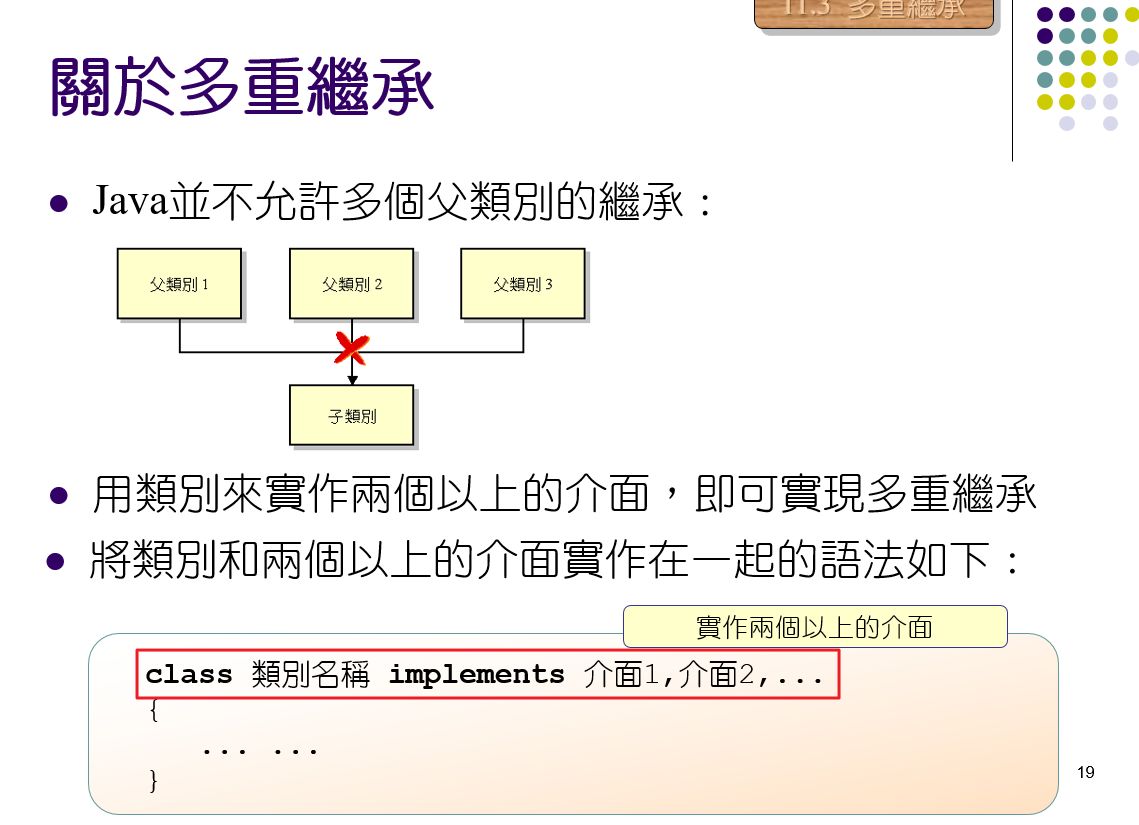 11.3 多重繼承
關於多重繼承
Java並不允許多個父類別的繼承：
父類別 1
父類別 2
父類別 3
子類別
用類別來實作兩個以上的介面，即可實現多重繼承
將類別和兩個以上的介面實作在一起的語法如下：
實作兩個以上的介面
class 類別名稱 implements 介面1,介面2,...
{
... ...
}
19